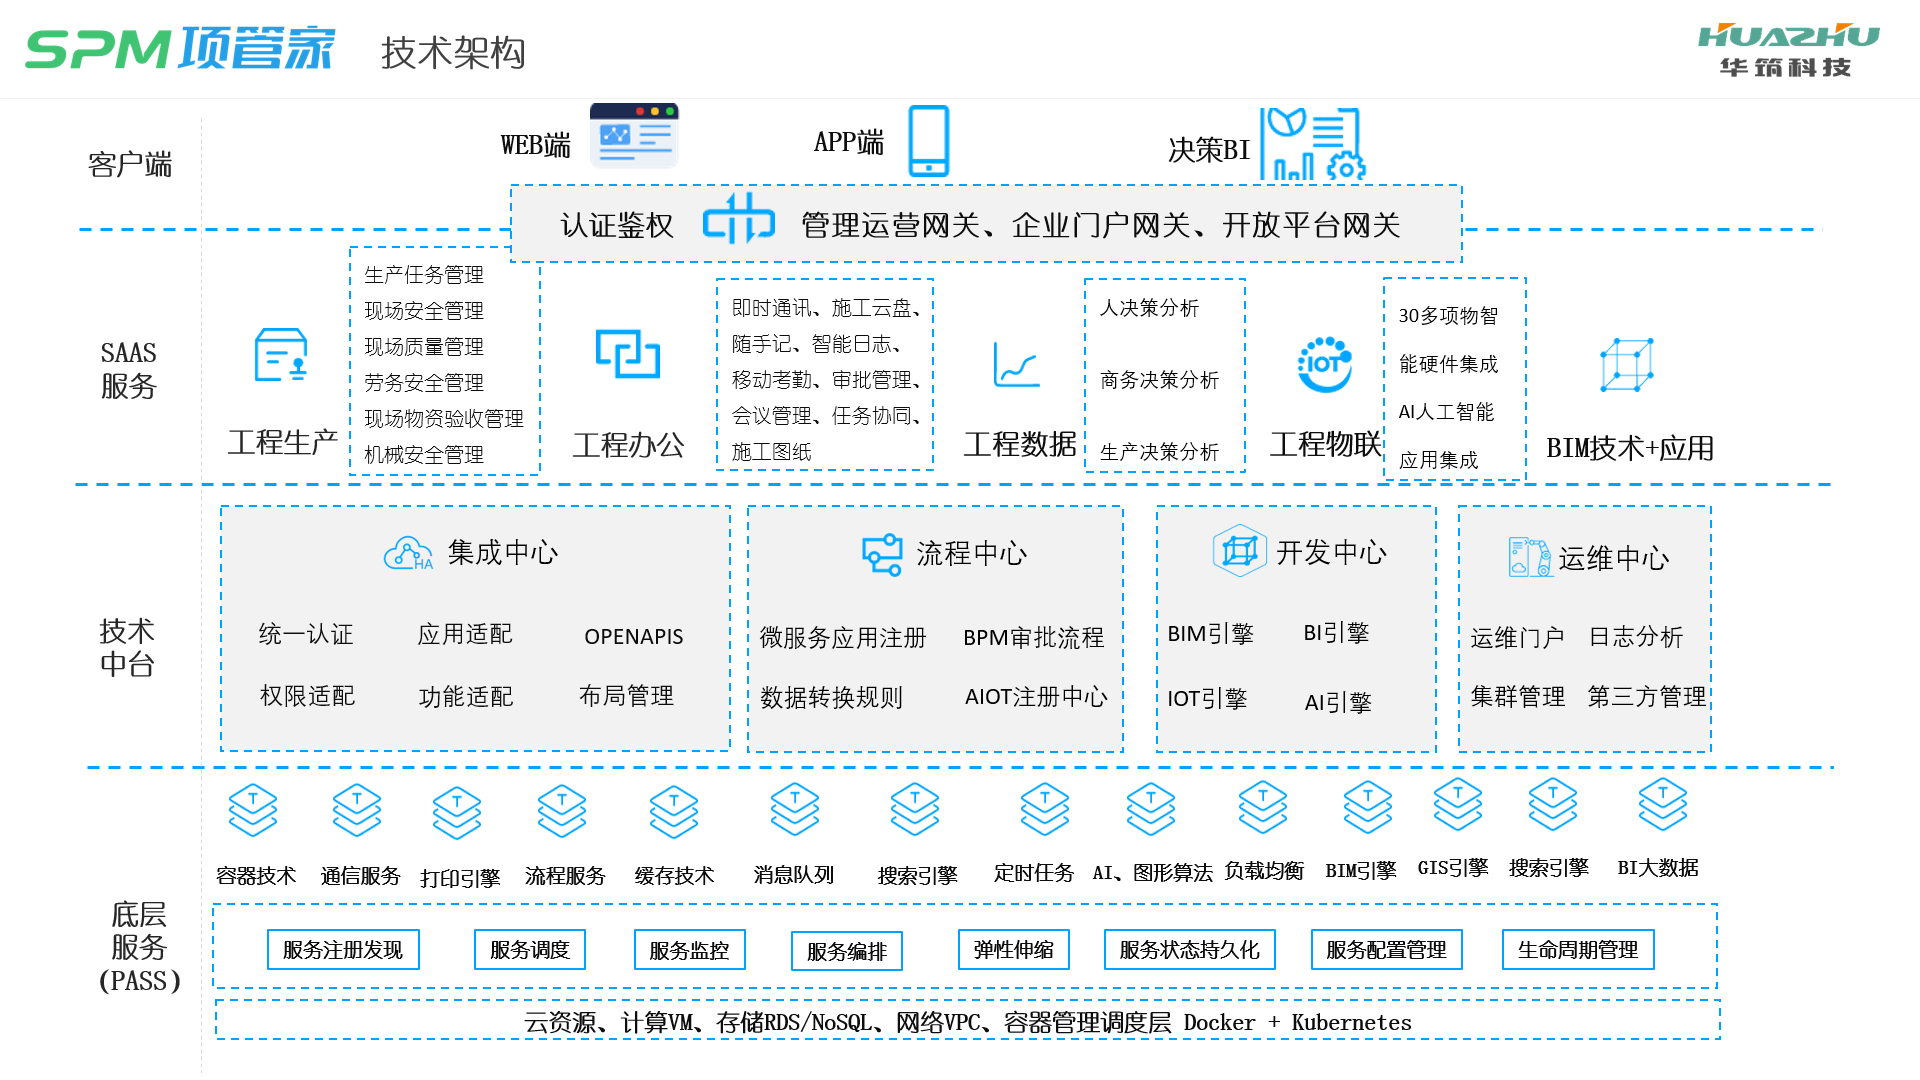 SPM项管家
技术架构
HUAZHU
华筑科技
客户端
WEB端
APP端
决策BI
认证鉴权
管理运营网关、企业门户网关、开放平台网关
SAAS
服务
工程生产
生产任务管理
现场安全管理
现场质量管理
劳务安全管理
现场物资验收管理
机械安全管理
工程办公
即时通讯、施工云盘、
随手记、智能日志、
移动考勤、审批管理、
会议管理、任务协同、
施工图纸
工程数据
人决策分析
商务决策分析
生产决策分析
IOT
工程物联
30多项物智
能硬件集成
AI人工智能
应用集成
BIM技术+应用
技术
中台
HA
集成中心
统一认证
应用适配
OPENAPIS
权限适配
功能适配
布局管理
流程中心
微服务应用注册
BPM审批流程
数据转换规则
AIOT注册中心
开发中心
BIM引擎
BI引擎
IOT引擎
AI引擎
运维中心
运维门户
日志分析
集群管理
第三方管理
底层
服务
(PASS)
T
T
T
T
T
T
T
T
T
T
T
T
T
T
容器技术
通信服务
打印引擎
流程服务
缓存技术
消息队列
搜索引擎
定时任务
AI、图形算法
负载均衡
BIM引擎
GIS引擎
搜索引擎
BI大数据
服务注册发现
服务调度
服务监控
服务编排
弹性伸缩
服务状态持久化
服务配置管理
生命周期管理
云资源、计算VM、存储RDS/NoSQL、网络VPC、容器管理调度层 Docker + Kubernetes